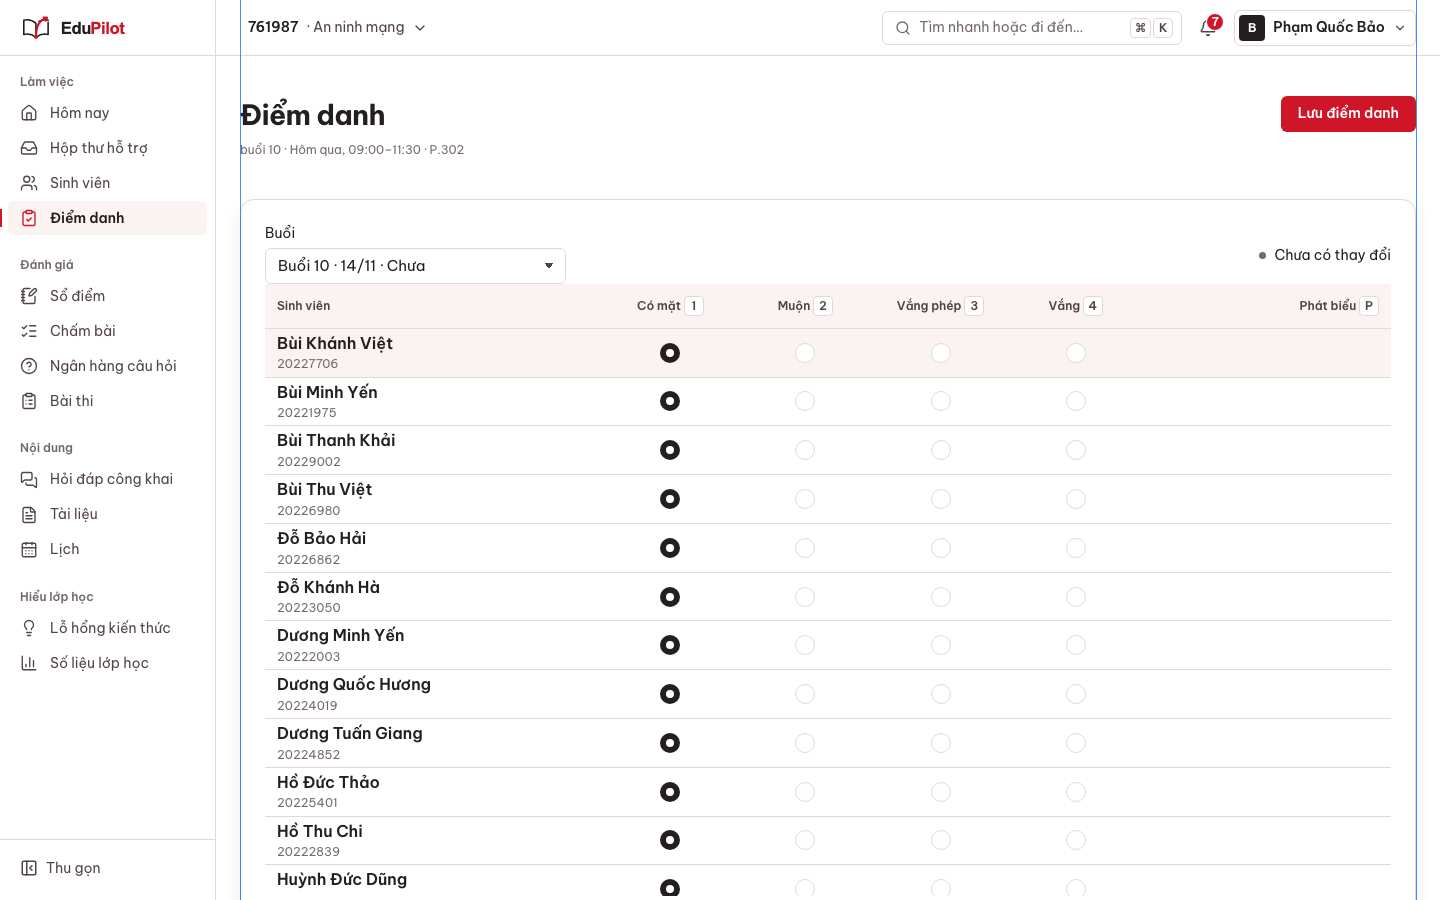 EduPilot
761987 · An ninh mạng
Tìm nhanh hoặc đi đến... ⌘ K
7
B Phạm Quốc Bảo
Làm việc
Hôm nay
Hộp thư hỗ trợ
Sinh viên
Điểm danh
Đánh giá
Sổ điểm
Chấm bài
Ngân hàng câu hỏi
Bài thi
Nội dung
Hỏi đáp công khai
Tài liệu
Lịch
Hiểu lớp học
Lỗ hổng kiến thức
Số liệu lớp học
Thu gọn
Điểm danh
Lưu điểm danh
buổi 10 · Hôm qua, 09:00–11:30 · P.302
Buổi
Buổi 10 · 14/11 · Chưa
Chưa có thay đổi
Sinh viên Có mặt 1 Muộn 2 Vắng phép 3 Vắng 4 Phát biểu P
Bùi Khánh Việt
20227706
Bùi Minh Yến
20221975
Bùi Thanh Khải
20229002
Bùi Thu Việt
20226980
Đỗ Bảo Hải
20226862
Đỗ Khánh Hà
20223050
Dương Minh Yến
20222003
Dương Quốc Hương
20224019
Dương Tuấn Giang
20224852
Hồ Đức Thảo
20225401
Hồ Thu Chi
20222839
Huỳnh Đức Dũng